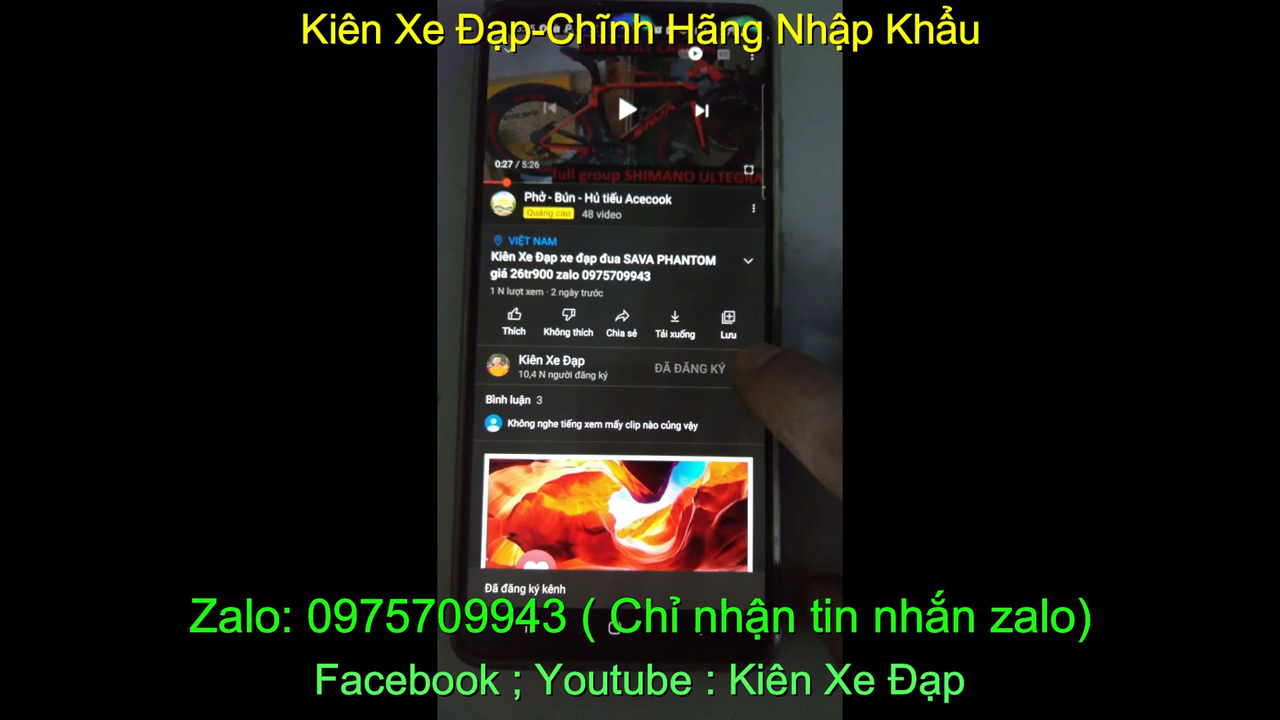 Kiên Xe Đạp-Chĩnh Hãng Nhập Khẩu
SAVA
0:27 / 5:26
full group SHIMANO ULTEGRA
Phở - Bún - Hủ tiếu Acecook
Quảng cáo 48 video
VIỆT NAM
Kiên Xe Đạp xe đạp đua SAVA PHANTOM
giá 26tr900 zalo 0975709943
1 N lượt xem · 2 ngày trước
Thích Không thích Chia sẻ Tải xuống Lưu
Kiên Xe Đạp
10,4 N người đăng ký
ĐÃ ĐĂNG KÝ
Bình luận 3
Không nghe tiếng xem mấy clip nào củng vậy
Đã đăng ký kênh
Zalo: 0975709943 ( Chỉ nhận tin nhắn zalo)
Facebook ; Youtube : Kiên Xe Đạp